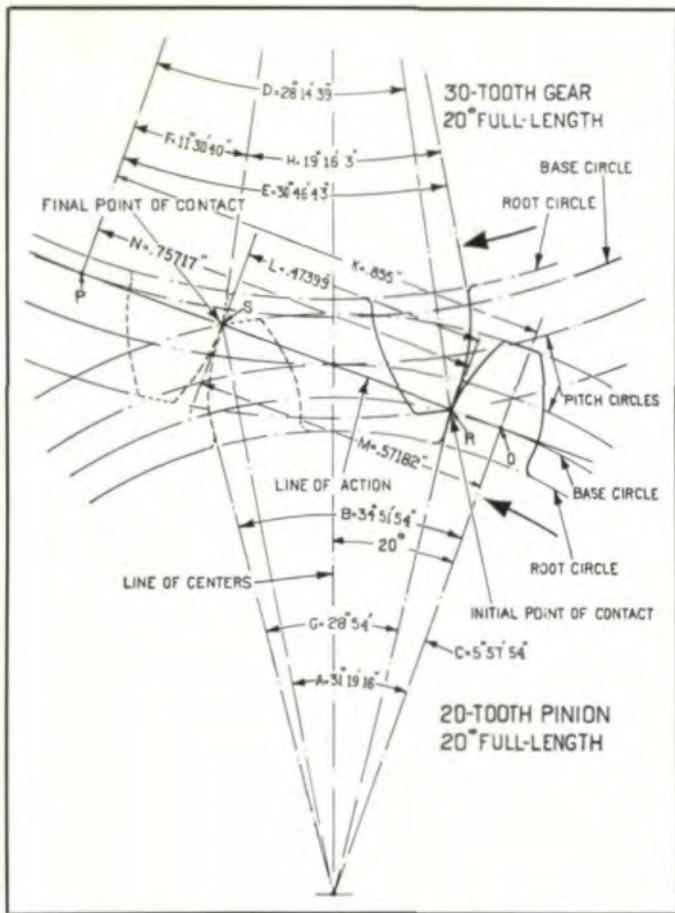 D=28°14'39"
30-TOOTH GEAR
20° FULL-LENGTH
F=11°30'40"
H=19°16'3"
BASE CIRCLE
E=30°46'43"
ROOT CIRCLE
FINAL POINT OF CONTACT
N=.75717"
L=.47399
K=.855"
P
S
PITCH CIRCLES
R
M=.57182"
O
LINE OF ACTION
BASE CIRCLE
B=34°51'54"
20°
ROOT CIRCLE
LINE OF CENTERS
INITIAL POINT OF CONTACT
G=28°54'
C=5°57'54"
A=31°19'16"
20-TOOTH PINION
20° FULL-LENGTH